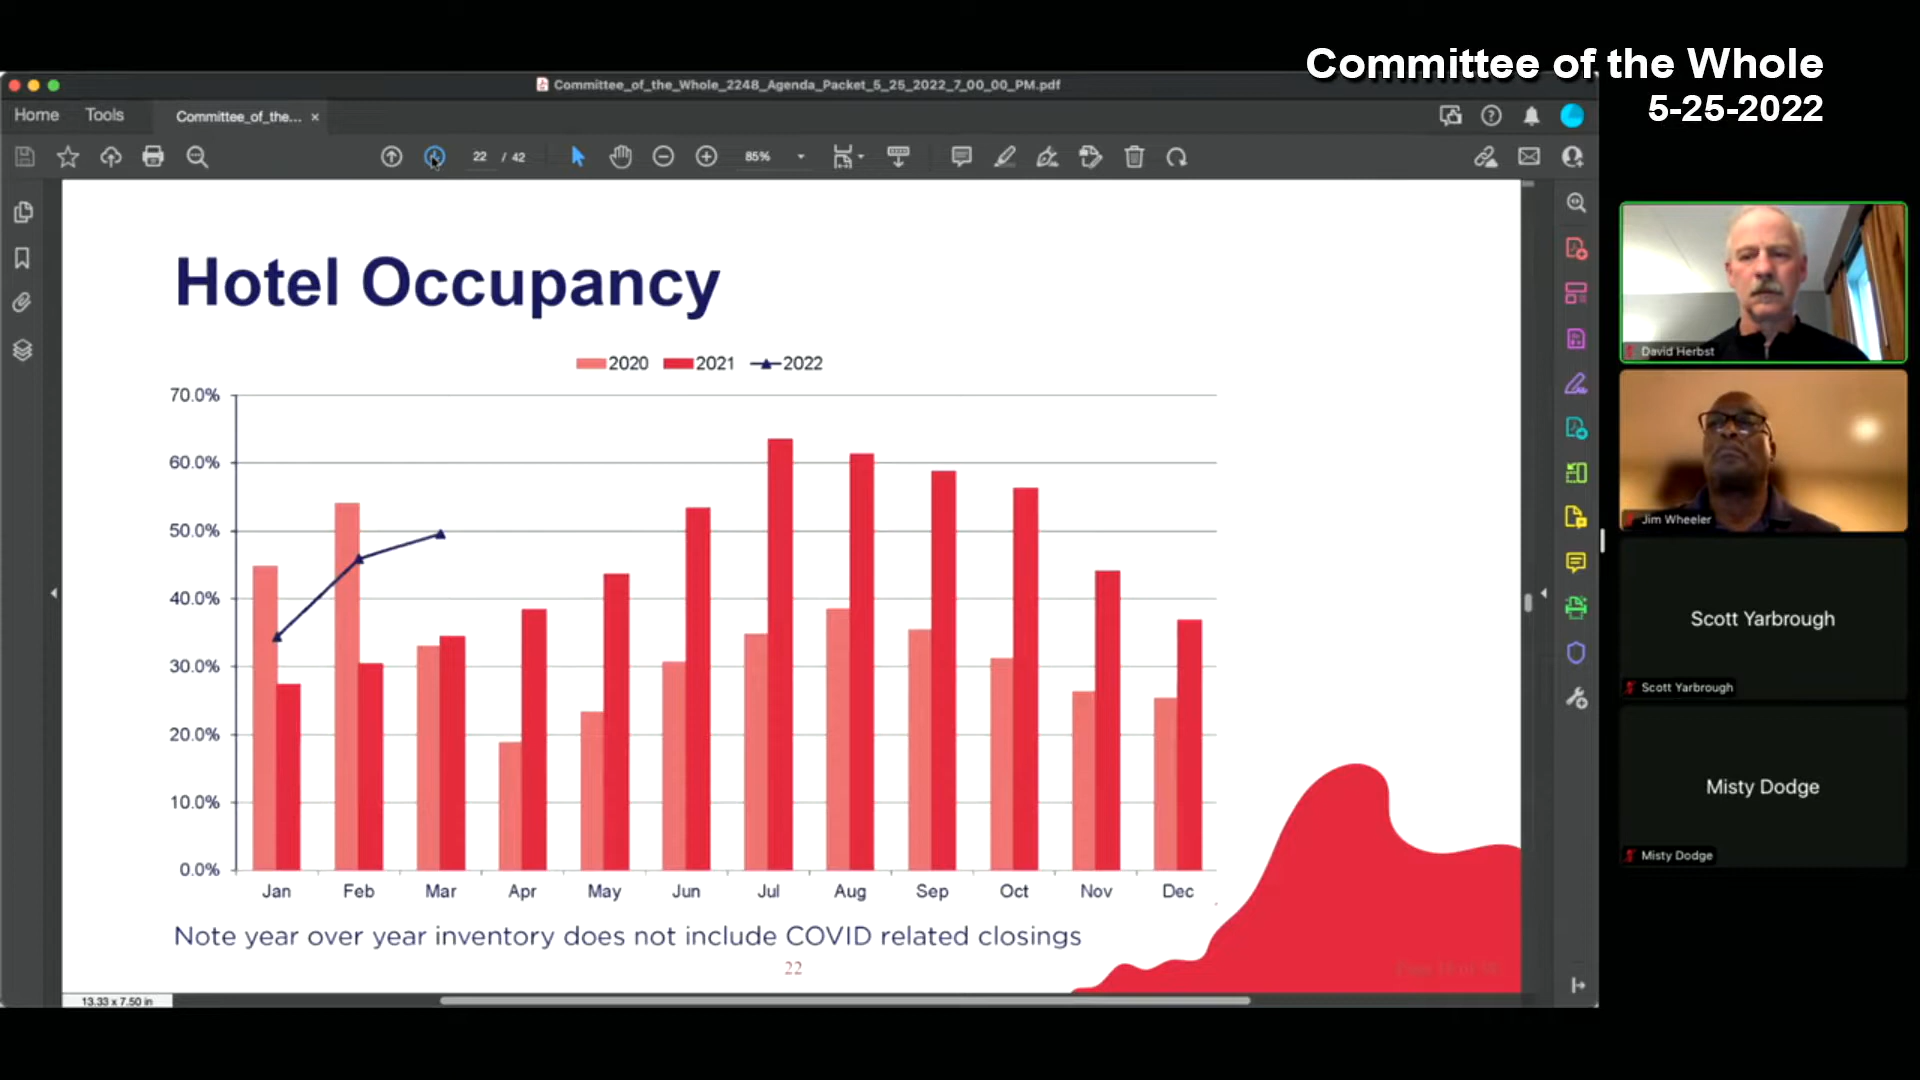 Committee of the Whole
5-25-2022
Committee_of_the_Whole_2248_Agenda_Packet_5_25_2022_7_00_00_PM.pdf
Home
Tools
Committee_of_the...
×
22 / 42
85%
Hotel Occupancy
2020
2021
2022
70.0%
60.0%
50.0%
40.0%
30.0%
20.0%
10.0%
0.0%
Jan
Feb
Mar
Apr
May
Jun
Jul
Aug
Sep
Oct
Nov
Dec
Note year over year inventory does not include COVID related closings
22
13.33 x 7.50 in
David Herbst
Jim Wheeler
Scott Yarbrough
Scott Yarbrough
Misty Dodge
Misty Dodge